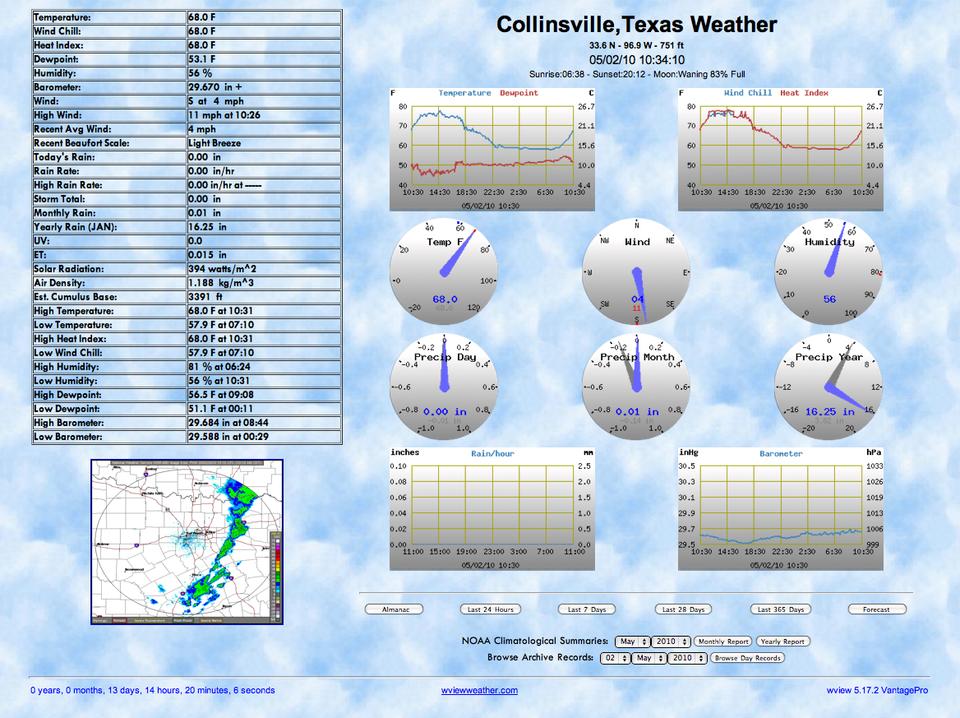 Temperature: 68.0 F
Wind Chill: 68.0 F
Heat Index: 68.0 F
Dewpoint: 53.1 F
Humidity: 56 %
Barometer: 29.670 in +
Wind: S at 4 mph
High Wind: 11 mph at 10:26
Recent Avg Wind: 4 mph
Recent Beaufort Scale: Light Breeze
Today's Rain: 0.00 in
Rain Rate: 0.00 in/hr
High Rain Rate: 0.00 in/hr at -----
Storm Total: 0.00 in
Monthly Rain: 0.01 in
Yearly Rain (JAN): 16.25 in
UV: 0.0
ET: 0.015 in
Solar Radiation: 394 watts/m^2
Air Density: 1.188 kg/m^3
Est. Cumulus Base: 3391 ft
High Temperature: 68.0 F at 10:31
Low Temperature: 57.9 F at 07:10
High Heat Index: 68.0 F at 10:31
Low Wind Chill: 57.9 F at 07:10
High Humidity: 81 % at 06:24
Low Humidity: 56 % at 10:31
High Dewpoint: 56.5 F at 09:08
Low Dewpoint: 51.1 F at 00:11
High Barometer: 29.684 in at 08:44
Low Barometer: 29.588 in at 00:29
Collinsville,Texas Weather
33.6 N - 96.9 W - 751 ft
05/02/10 10:34:10
Sunrise:06:38 - Sunset:20:12 - Moon:Waning 83% Full
F Temperature Dewpoint C
80 26.7
70 21.1
60 15.6
50 10.0
40 4.4
10:30 14:30 18:30 22:30 2:30 6:30 10:30
05/02/10 10:30
F Wind Chill Heat Index C
80 26.7
70 21.1
60 15.6
50 10.0
40 4.4
10:30 14:30 18:30 22:30 2:30 6:30 10:30
05/02/10 10:30
40 60
Temp F
20 80
-0 100
68.0
-20 120
N
NW Wind NE
W E
04
SW 11 SE
S
50
40 60
Humidity
30 70
20 80
10 90
56
0 100
0
-0.2 0.2
Precip Day
-0.4 0.4
-0.6 0.6
-0.8 0.00 in 0.8
-1.0 1.0
0
-0.2 0.2
Precip Month
-0.4 0.4
-0.6 0.6
-0.8 0.01 in 0.8
-1.0 1.0
0
-4 4
Precip Year
-8 8
-12 12
-16 16.25 in 16
-20 20
inches Rain/hour mm
0.10 2.5
0.08 2.0
0.06 1.5
0.04 1.0
0.02 0.5
0.00 0.0
11:00 15:00 19:00 23:00 3:00 7:00 11:00
05/02/10 10:30
inHg Barometer hPa
30.5 1033
30.3 1026
30.1 1019
29.9 1013
29.7 1006
29.5 999
10:30 14:30 18:30 22:30 2:30 6:30 10:30
05/02/10 10:30
Almanac Last 24 Hours Last 7 Days Last 28 Days Last 365 Days Forecast
NOAA Climatological Summaries: May 2010 Monthly Report Yearly Report
Browse Archive Records: 02 May 2010 Browse Day Records
0 years, 0 months, 13 days, 14 hours, 20 minutes, 6 seconds wviewweather.com wview 5.17.2 VantagePro